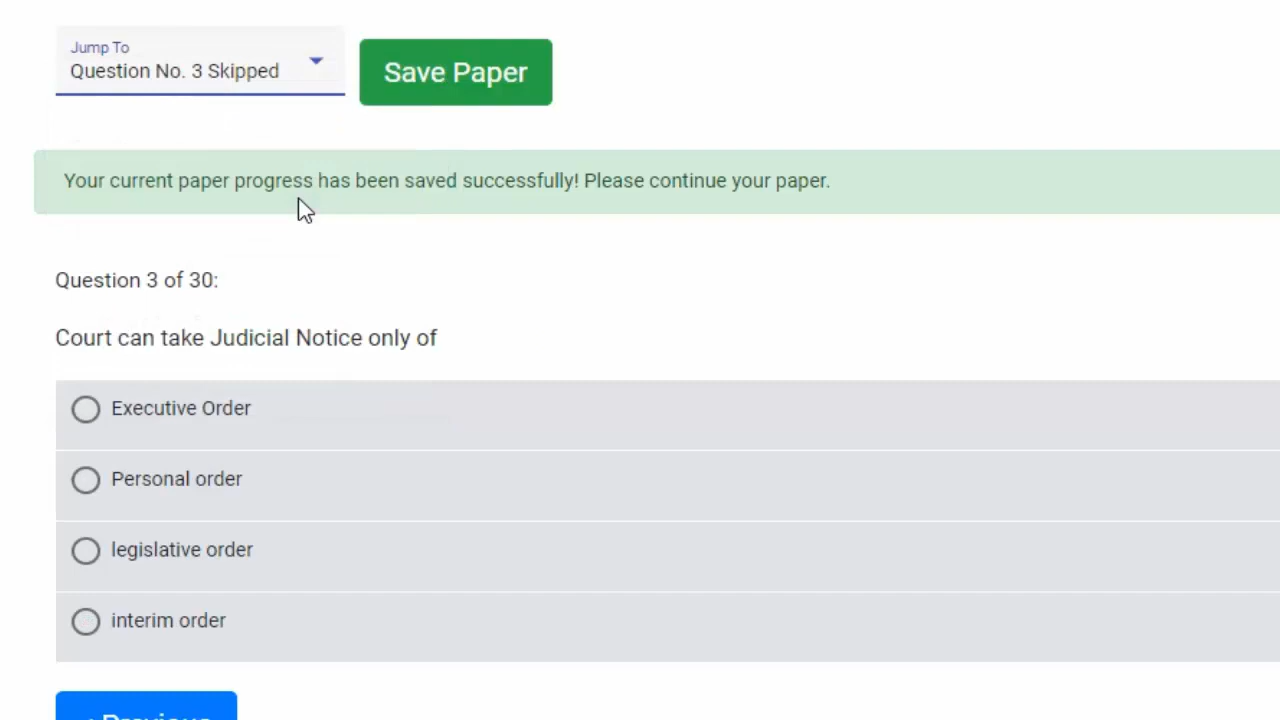 Jump To
Question No. 3 Skipped
Save Paper
Your current paper progress has been saved successfully! Please continue your paper.
Question 3 of 30:
Court can take Judicial Notice only of
Executive Order
Personal order
legislative order
interim order
Previous